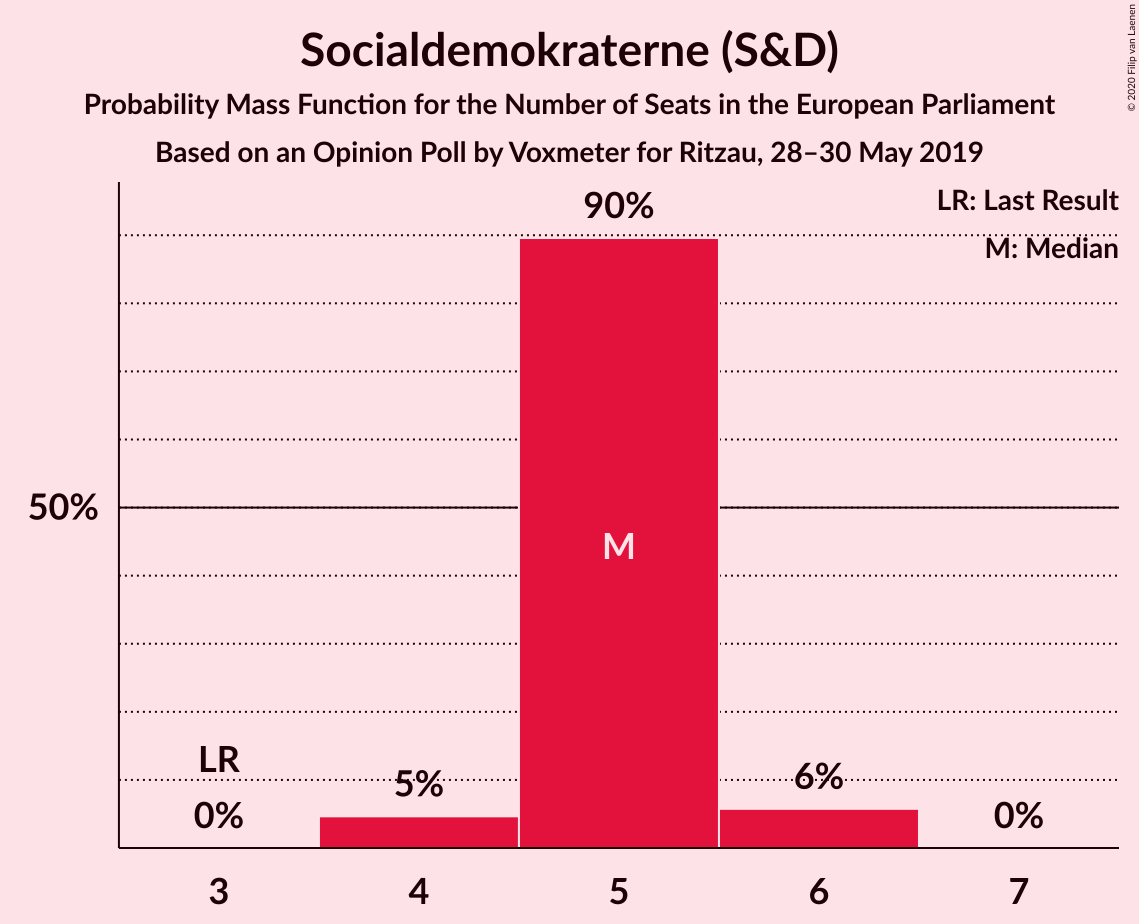 Socialdemokraterne (S&D)
Probability Mass Function for the Number of Seats in the European Parliament
Based on an Opinion Poll by Voxmeter for Ritzau, 28–30 May 2019
© 2020 Filip van Laenen
LR: Last Result
M: Median
90%
50%
M
LR
0%
5%
6%
0%
3
4
5
6
7